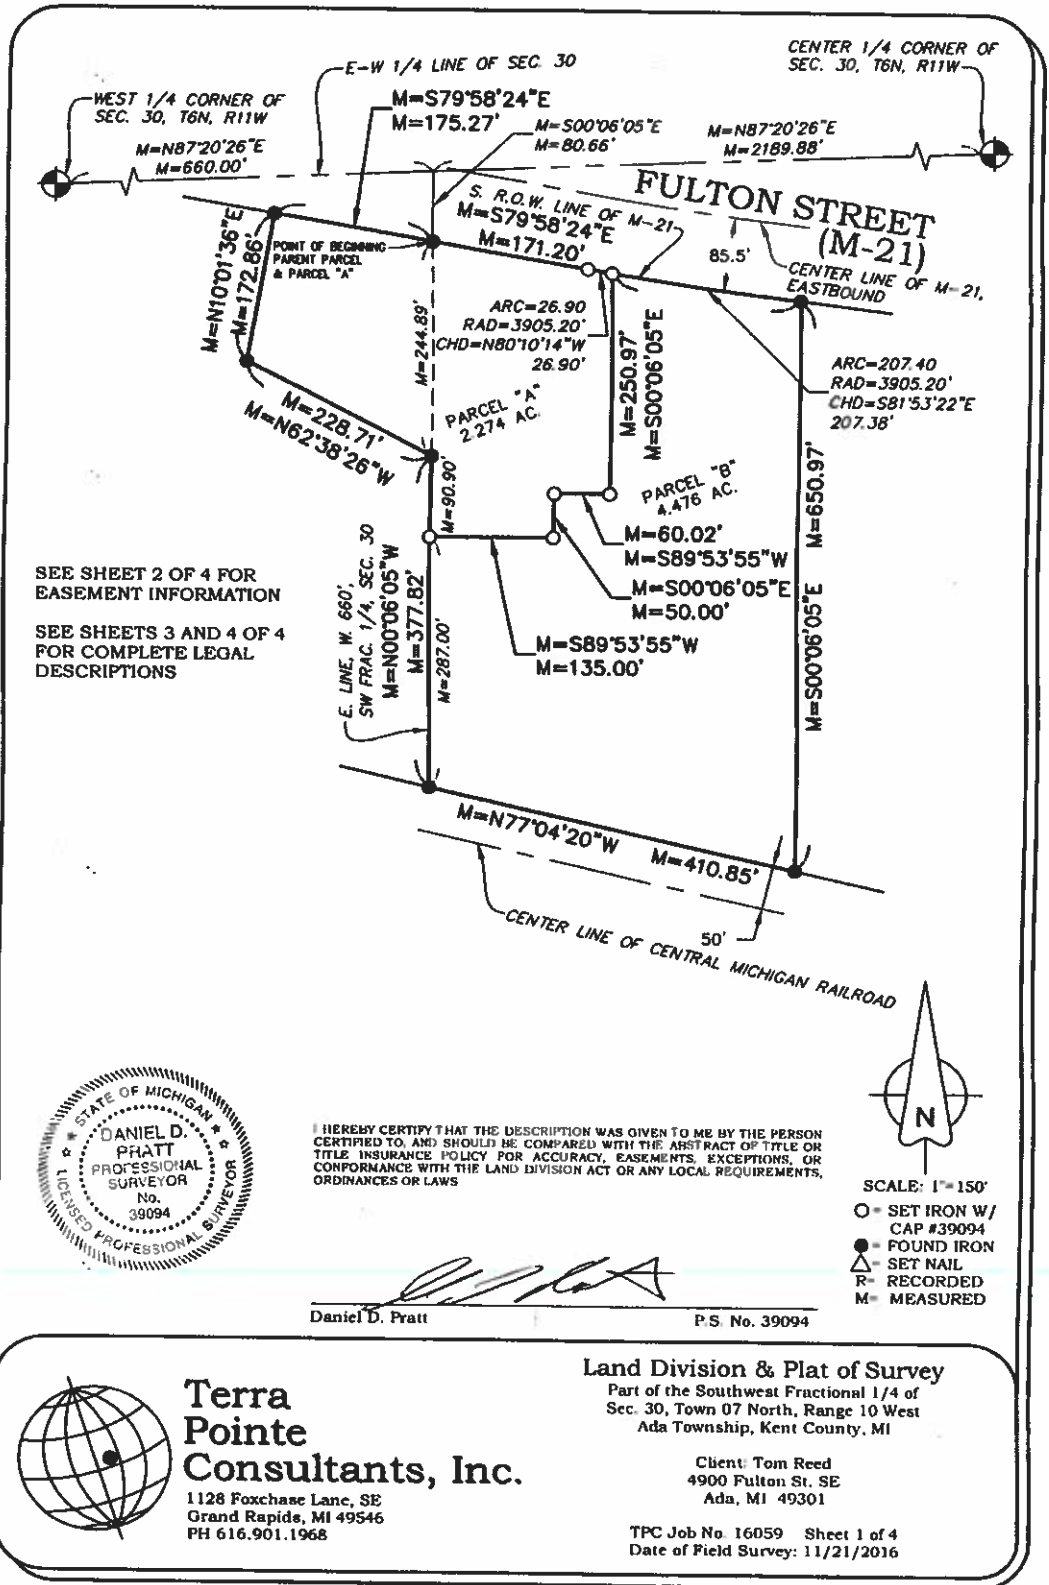 CENTER 1/4 CORNER OF
SEC. 30, T6N, R11W
E-W 1/4 LINE OF SEC. 30
WEST 1/4 CORNER OF
SEC. 30, T6N, R11W
M=S79°58'24"E
M=175.27'
M=S00°06'05"E
M=80.66'
M=N87°20'26"E
M=2189.88'
M=N87°20'26"E
M=660.00'
FULTON STREET
(M-21)
S. R.O.W. LINE OF M-21
M=S79°58'24"E
M=171.20'
85.5'
CENTER LINE OF M-21,
EASTBOUND
M=N10°01'36"E
M=172.86'
POINT OF BEGINNING
PARENT PARCEL
& PARCEL "A"
M=244.89'
ARC=26.90
RAD=3905.20'
CHD=N80°10'14"W
26.90'
M=250.97'
M=S00°06'05"E
ARC=207.40
RAD=3905.20'
CHD=S81°53'22"E
207.38'
M=228.71'
M=N62°38'26"W
PARCEL "A"
2.274 AC.
M=90.90'
PARCEL "B"
4.476 AC.
M=650.97'
M=S00°06'05"E
M=60.02'
M=S89°53'55"W
M=S00°06'05"E
M=50.00'
M=S89°53'55"W
M=135.00'
SEE SHEET 2 OF 4 FOR
EASEMENT INFORMATION
SEE SHEETS 3 AND 4 OF 4
FOR COMPLETE LEGAL
DESCRIPTIONS
E. LINE, W. 660',
SW FRAC. 1/4, SEC. 30
M=N00°06'05"W
M=377.82'
M=287.00'
M=N77°04'20"W
M=410.85'
50'
CENTER LINE OF CENTRAL MICHIGAN RAILROAD
N
STATE OF MICHIGAN
LICENSED PROFESSIONAL SURVEYOR
DANIEL D.
PRATT
PROFESSIONAL
SURVEYOR
No.
39094
I HEREBY CERTIFY THAT THE DESCRIPTION WAS GIVEN TO ME BY THE PERSON
CERTIFIED TO, AND SHOULD BE COMPARED WITH THE ABSTRACT OF TITLE OR
TITLE INSURANCE POLICY FOR ACCURACY, EASEMENTS, EXCEPTIONS, OR
CONFORMANCE WITH THE LAND DIVISION ACT OR ANY LOCAL REQUIREMENTS,
ORDINANCES OR LAWS
SCALE: 1"=150'
O= SET IRON W/
CAP #39094
●= FOUND IRON
△= SET NAIL
R= RECORDED
M= MEASURED
Daniel D. Pratt P.S. No. 39094
Terra
Pointe
Consultants, Inc.
1128 Foxchase Lane, SE
Grand Rapids, MI 49546
PH 616.901.1968
Land Division & Plat of Survey
Part of the Southwest Fractional 1/4 of
Sec. 30, Town 07 North, Range 10 West
Ada Township, Kent County, MI
Client: Tom Reed
4900 Fulton St. SE
Ada, MI 49301
TPC Job No. 16059 Sheet 1 of 4
Date of Field Survey: 11/21/2016